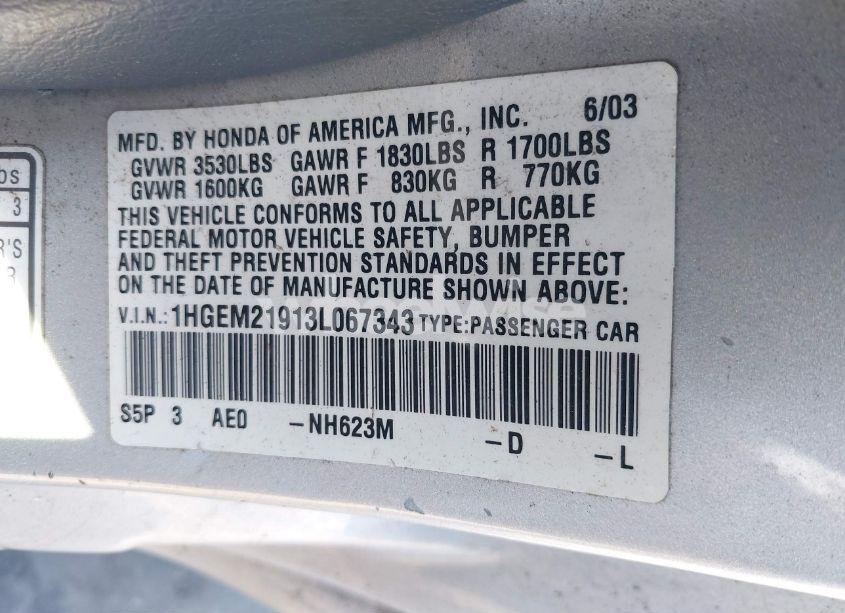 bs
3
R'S
R
MFD. BY HONDA OF AMERICA MFG., INC. 6/03
GVWR 3530LBS GAWR F 1830LBS R 1700LBS
GVWR 1600KG GAWR F 830KG R 770KG
THIS VEHICLE CONFORMS TO ALL APPLICABLE
FEDERAL MOTOR VEHICLE SAFETY, BUMPER
AND THEFT PREVENTION STANDARDS IN EFFECT
ON THE DATE OF MANUFACTURE SHOWN ABOVE:
V.I.N.: 1HGEM21913L067343 TYPE:PASSENGER CAR
S5P 3 AE0 -NH623M -D -L